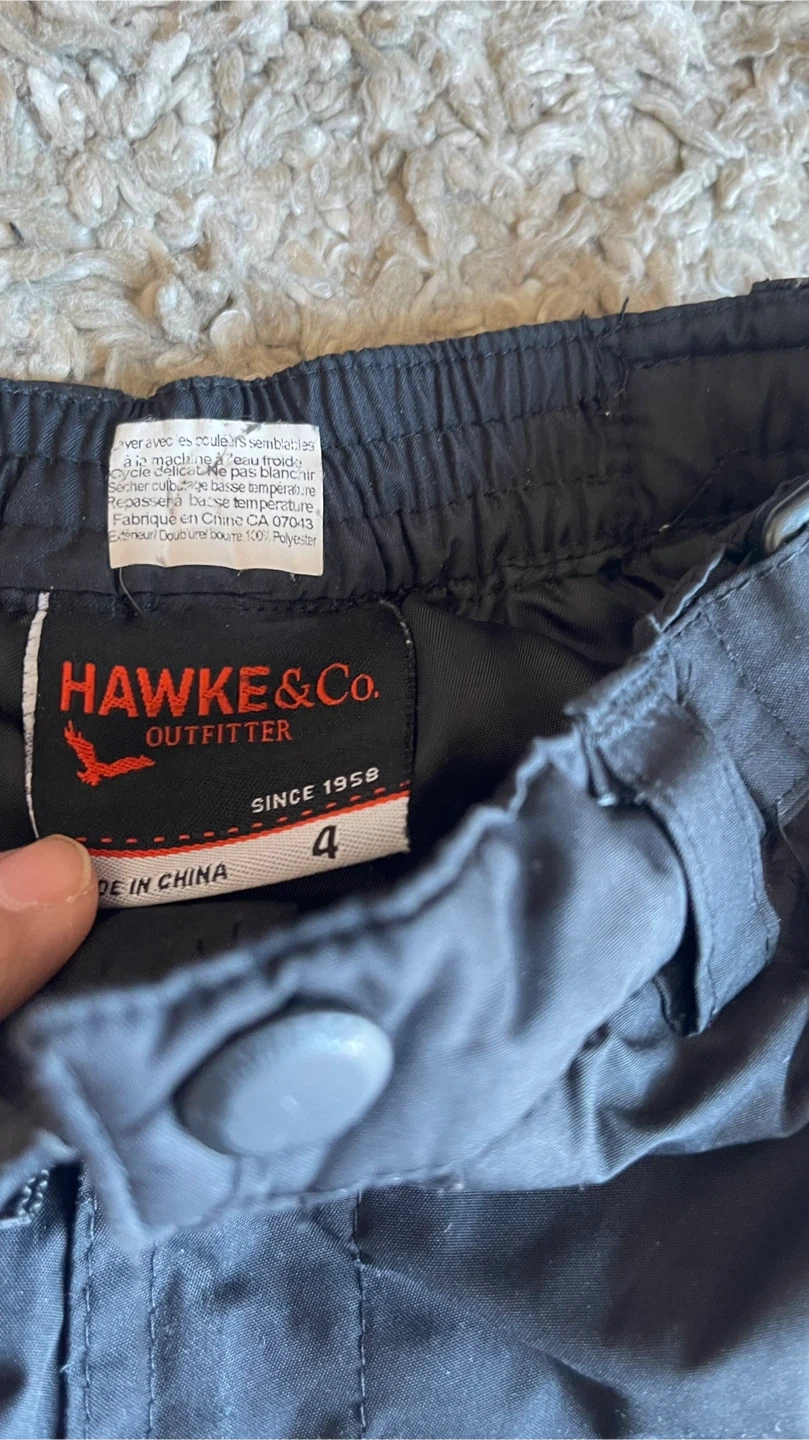 aver avec les couleurs semblables
à la machine à l'eau froide
Cycle délicat Ne pas blanchir
Sécher culbutage basse température
Repasser à basse température
Fabriqué en Chine CA 07043
Extérieur/ Doublure/ bourre 100% Polyester
HAWKE & Co.
OUTFITTER
SINCE 1958
4
DE IN CHINA